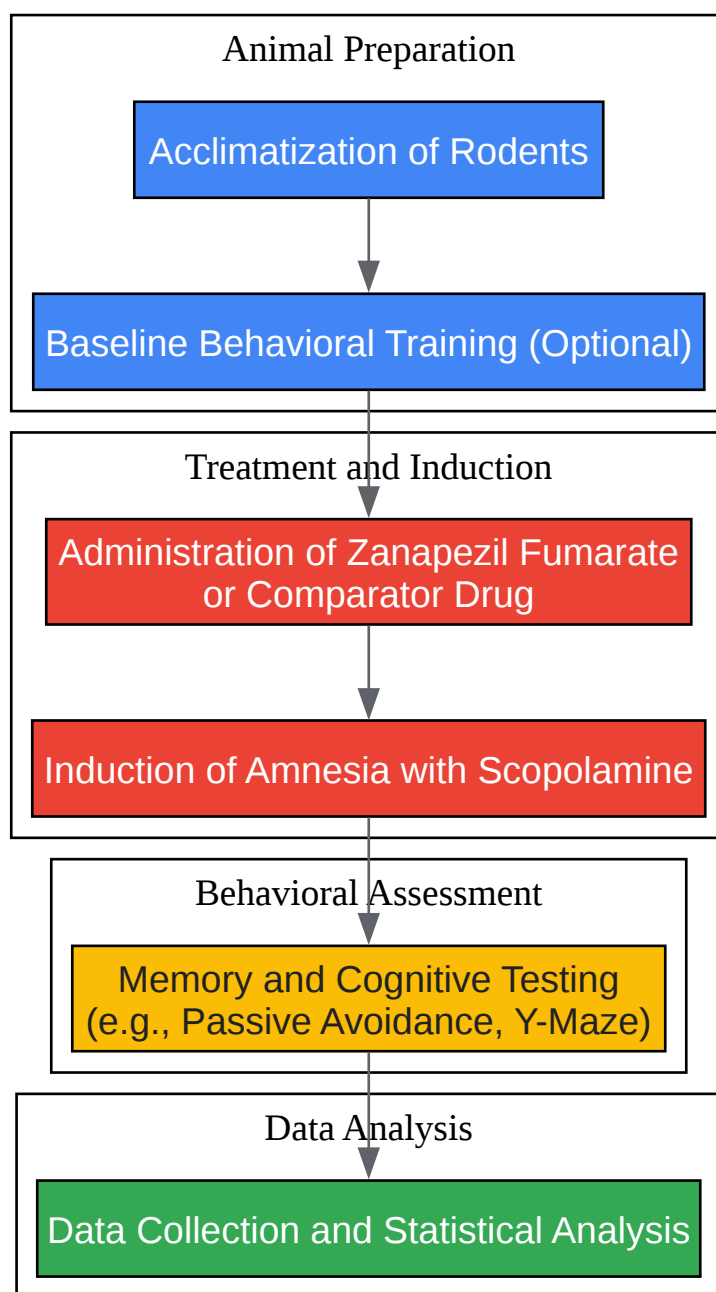 Animal Preparation
Acclimatization of Rodents
Baseline Behavioral Training (Optional)
Treatment and Induction
Administration of Zanapezil Fumarate
or Comparator Drug
Induction of Amnesia with Scopolamine
Behavioral Assessment
Memory and Cognitive Testing
(e.g., Passive Avoidance, Y-Maze)
Data Analysis
Data Collection and Statistical Analysis